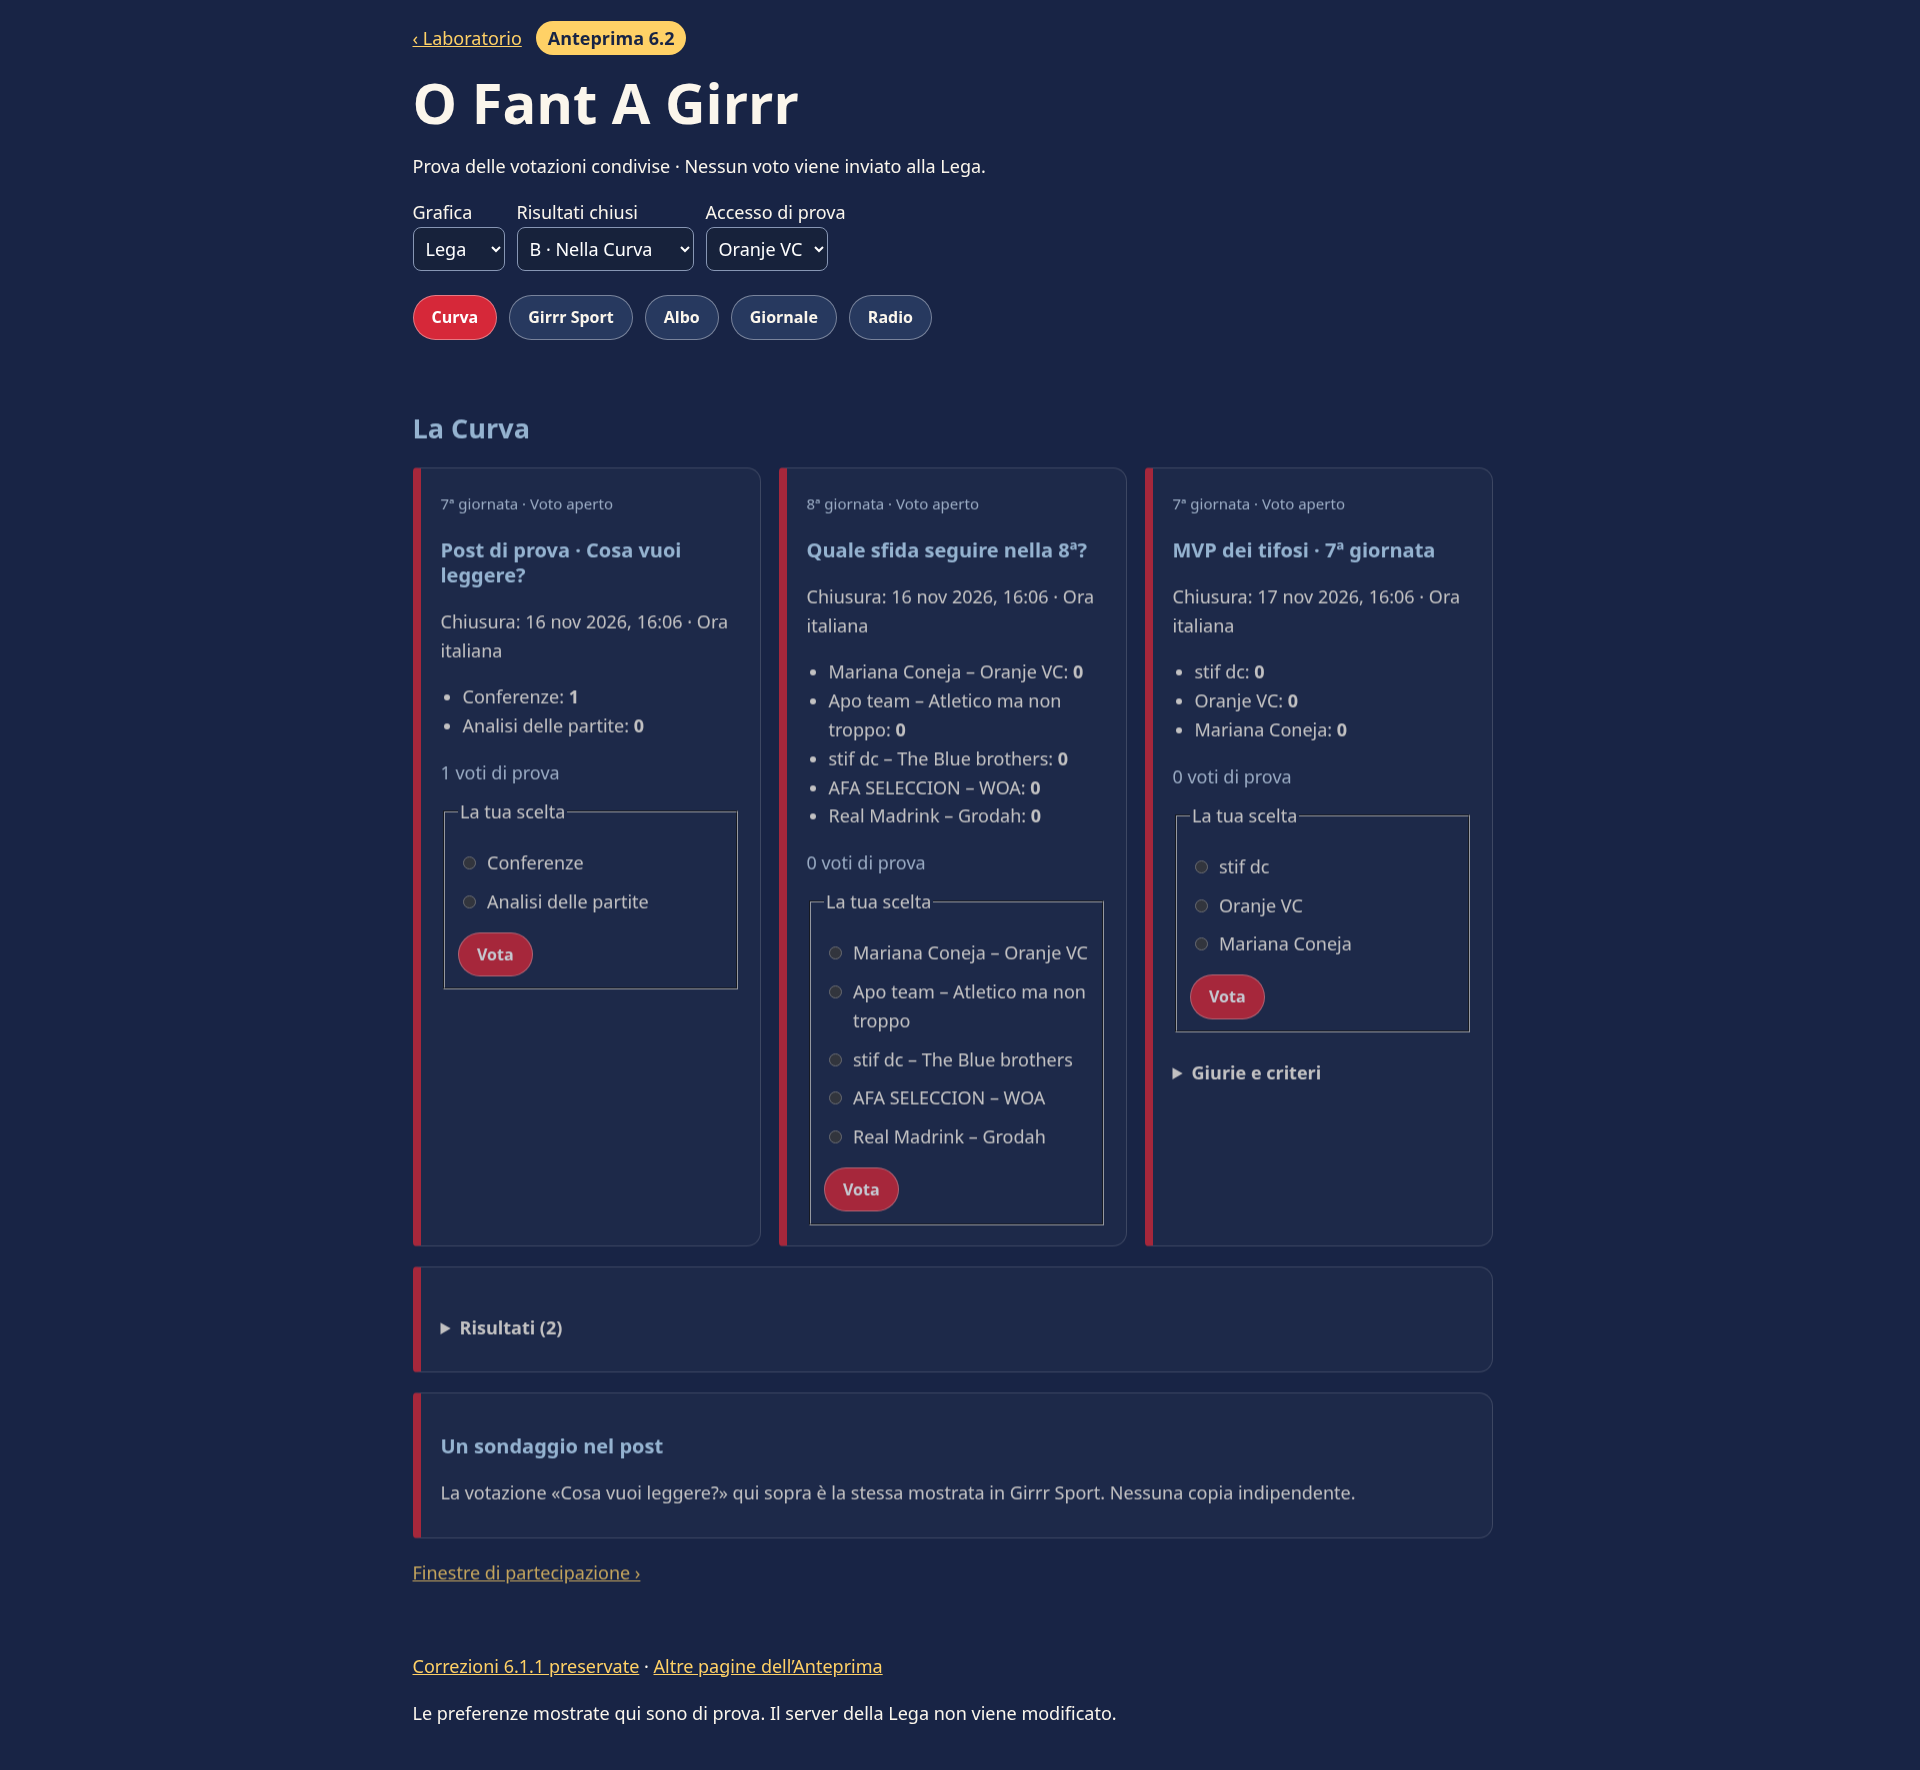 ‹ Laboratorio Anteprima 6.2
O Fant A Girrr
Prova delle votazioni condivise · Nessun voto viene inviato alla Lega.
Grafica Risultati chiusi Accesso di prova
Lega B · Nella Curva Oranje VC
Curva Girrr Sport Albo Giornale Radio
La Curva
7ª giornata · Voto aperto
Post di prova · Cosa vuoi
leggere?
Chiusura: 16 nov 2026, 16:06 · Ora
italiana
• Conferenze: 1
• Analisi delle partite: 0
1 voti di prova
La tua scelta
Conferenze
Analisi delle partite
Vota
8ª giornata · Voto aperto
Quale sfida seguire nella 8ª?
Chiusura: 16 nov 2026, 16:06 · Ora
italiana
• Mariana Coneja – Oranje VC: 0
• Apo team – Atletico ma non
troppo: 0
• stif dc – The Blue brothers: 0
• AFA SELECCION – WOA: 0
• Real Madrink – Grodah: 0
0 voti di prova
La tua scelta
Mariana Coneja – Oranje VC
Apo team – Atletico ma non
troppo
stif dc – The Blue brothers
AFA SELECCION – WOA
Real Madrink – Grodah
Vota
7ª giornata · Voto aperto
MVP dei tifosi · 7ª giornata
Chiusura: 17 nov 2026, 16:06 · Ora
italiana
• stif dc: 0
• Oranje VC: 0
• Mariana Coneja: 0
0 voti di prova
La tua scelta
stif dc
Oranje VC
Mariana Coneja
Vota
▶ Giurie e criteri
▶ Risultati (2)
Un sondaggio nel post
La votazione «Cosa vuoi leggere?» qui sopra è la stessa mostrata in Girrr Sport. Nessuna copia indipendente.
Finestre di partecipazione ›
Correzioni 6.1.1 preservate · Altre pagine dell’Anteprima
Le preferenze mostrate qui sono di prova. Il server della Lega non viene modificato.